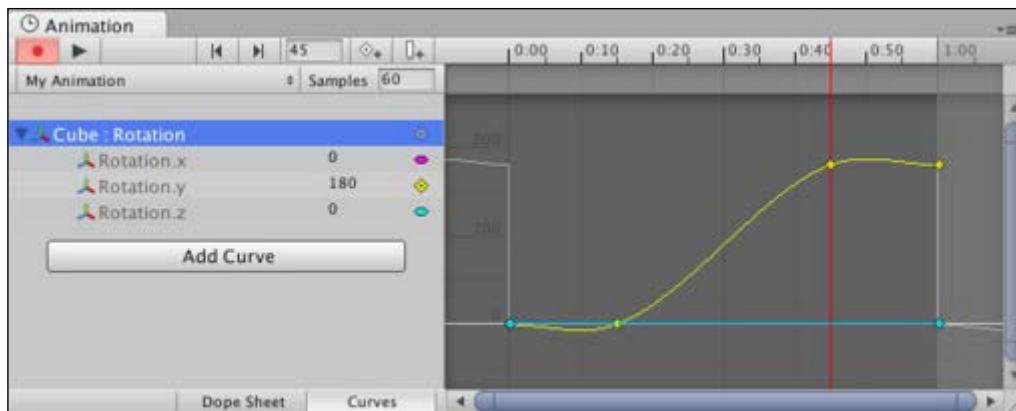 Animation
45 0:00 0:10 0:20 0:30 0:40 0:50 1:00
My Animation Samples 60
Cube : Rotation
Rotation.x 0
Rotation.y 180
Rotation.z 0
Add Curve
200
0
Dope Sheet Curves